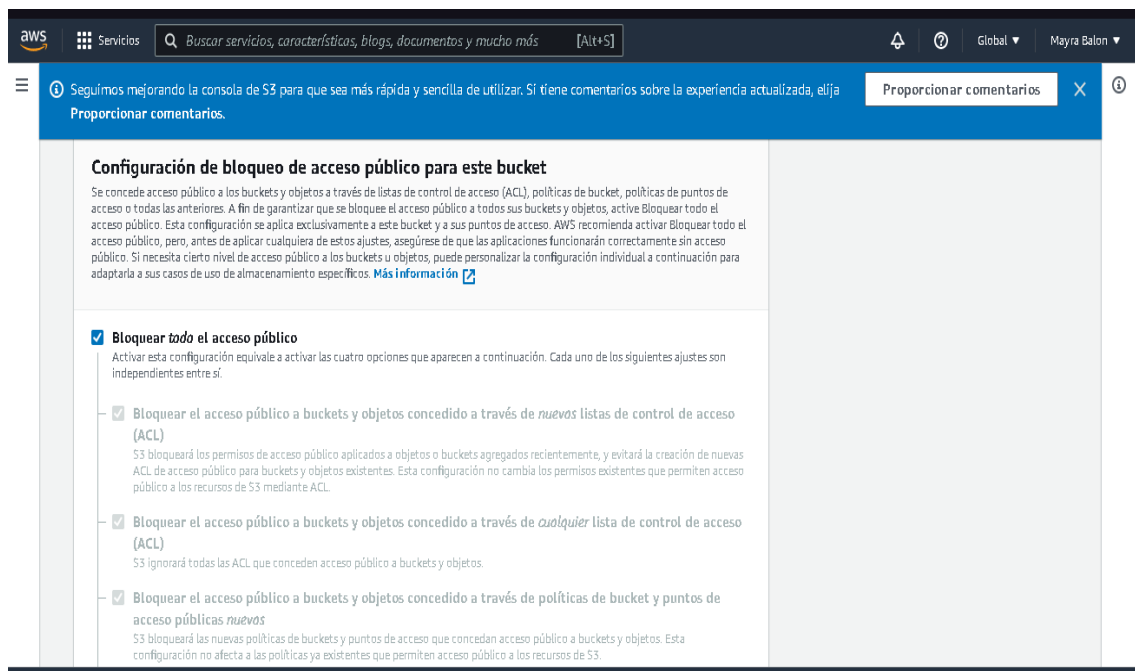 aws
Servicios
Buscar servicios, características, blogs, documentos y mucho más
[Alt+S]
Global ▼
Mayra Balon ▼
Seguimos mejorando la consola de S3 para que sea más rápida y sencilla de utilizar. Si tiene comentarios sobre la experiencia actualizada, elija
Proporcionar comentarios.
Proporcionar comentarios
Configuración de bloqueo de acceso público para este bucket
Se concede acceso público a los buckets y objetos a través de listas de control de acceso (ACL), políticas de bucket, políticas de puntos de
acceso o todas las anteriores. A fin de garantizar que se bloquee el acceso público a todos sus buckets y objetos, active Bloquear todo el
acceso público. Esta configuración se aplica exclusivamente a este bucket y a sus puntos de acceso. AWS recomienda activar Bloquear todo el
acceso público, pero, antes de aplicar cualquiera de estos ajustes, asegúrese de que las aplicaciones funcionarán correctamente sin acceso
público. Si necesita cierto nivel de acceso público a los buckets u objetos, puede personalizar la configuración individual a continuación para
adaptarla a sus casos de uso de almacenamiento específicos. Más información
Bloquear todo el acceso público
Activar esta configuración equivale a activar las cuatro opciones que aparecen a continuación. Cada uno de los siguientes ajustes son
independientes entre sí.
Bloquear el acceso público a buckets y objetos concedido a través de nuevas listas de control de acceso
(ACL)
S3 bloqueará los permisos de acceso público aplicados a objetos o buckets agregados recientemente, y evitará la creación de nuevas
ACL de acceso público para buckets y objetos existentes. Esta configuración no cambia los permisos existentes que permiten acceso
público a los recursos de S3 mediante ACL.
Bloquear el acceso público a buckets y objetos concedido a través de cualquier lista de control de acceso
(ACL)
S3 ignorará todas las ACL que conceden acceso público a buckets y objetos.
Bloquear el acceso público a buckets y objetos concedido a través de políticas de bucket y puntos de
acceso públicas nuevas
S3 bloqueará las nuevas políticas de buckets y puntos de acceso que concedan acceso público a buckets y objetos. Esta
configuración no afecta a las políticas ya existentes que permiten acceso público a los recursos de S3.